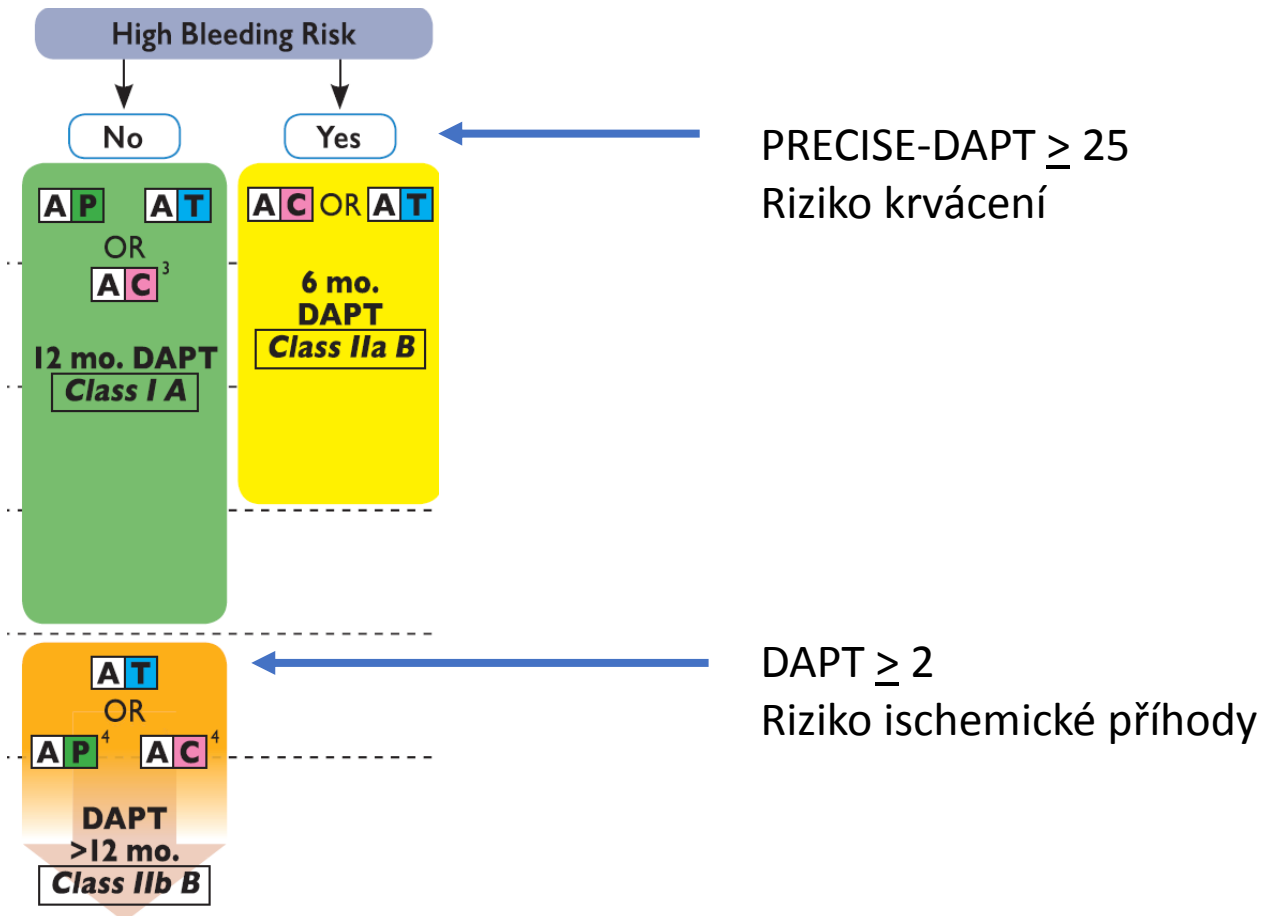 High Bleeding Risk
No
Yes
PRECISE-DAPT ≥ 25
Riziko krvácení
A P A T
OR
A C 3
12 mo. DAPT
Class I A
A C OR A T
6 mo.
DAPT
Class IIa B
DAPT ≥ 2
Riziko ischemické příhody
A T
OR
A P 4 A C 4
DAPT
>12 mo.
Class IIb B